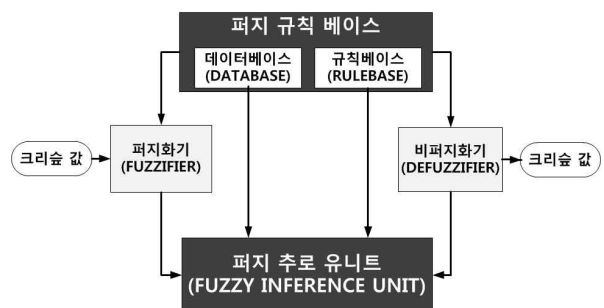 퍼지 규칙 베이스
데이터베이스
(DATABASE)
규칙베이스
(RULEBASE)
크리슾 값
퍼지화기
(FUZZIFIER)
비퍼지화기
(DEFUZZIFIER)
크리슾 값
퍼지 추로 유니트
(FUZZY INFERENCE UNIT)